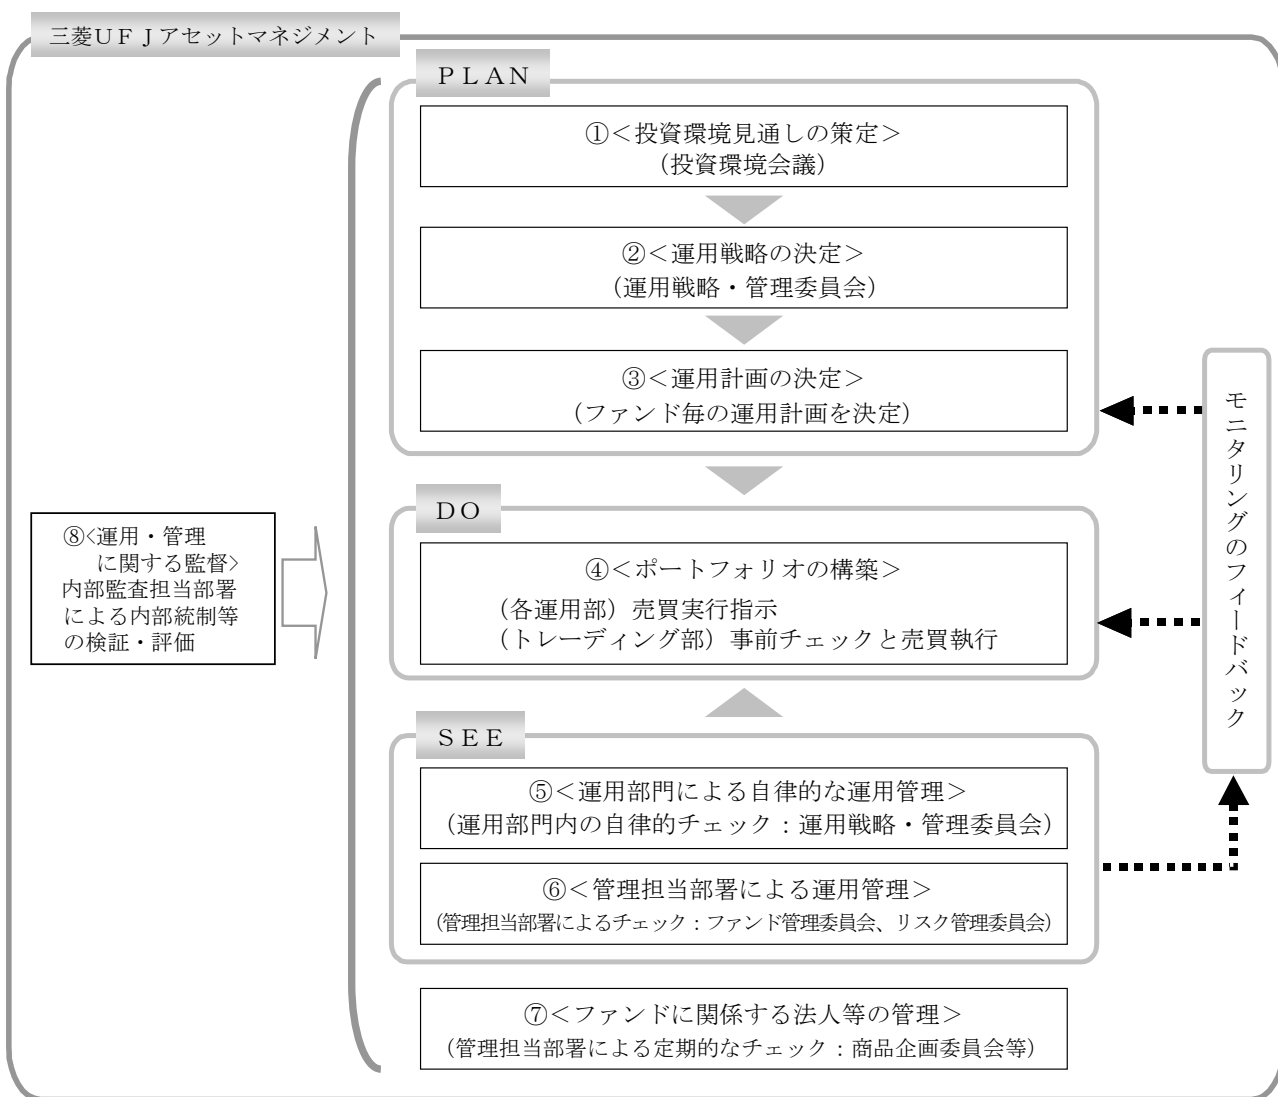 三菱ＵＦＪアセットマネジメント
ＰＬＡＮ
①＜投資環境見通しの策定＞
（投資環境会議）
②＜運用戦略の決定＞
（運用戦略・管理委員会）
③＜運用計画の決定＞
（ファンド毎の運用計画を決定）
ＤＯ
④＜ポートフォリオの構築＞
（各運用部）売買実行指示
（トレーディング部）事前チェックと売買執行
ＳＥＥ
⑤＜運用部門による自律的な運用管理＞
（運用部門内の自律的チェック：運用戦略・管理委員会）
⑥＜管理担当部署による運用管理＞
（管理担当部署によるチェック：ファンド管理委員会、リスク管理委員会）
⑦＜ファンドに関係する法人等の管理＞
（管理担当部署による定期的なチェック：商品企画委員会等）
⑧<運用・管理
に関する監督>
内部監査担当部署
による内部統制等
の検証・評価
モニタリングのフィードバック